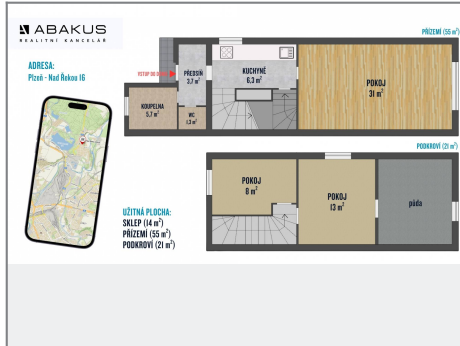 ABAKUS
REALITNÍ KANCELÁŘ
ADRESA:
Plzeň - Nad Řekou 16
PŘÍZEMÍ (55 m²)
PŘEDSÍŇ
3.7 m²
KUCHYNĚ
6.3 m²
POKOJ
31 m²
KOUPELNA
5.7 m²
WC
1.3 m²
PODKROVÍ (21 m²)
POKOJ
8 m²
POKOJ
13 m²
půda
UŽITNÁ PLOCHA:
SKLEP (14 m²)
PŘÍZEMÍ (55 m²)
PODKROVÍ (21 m²)